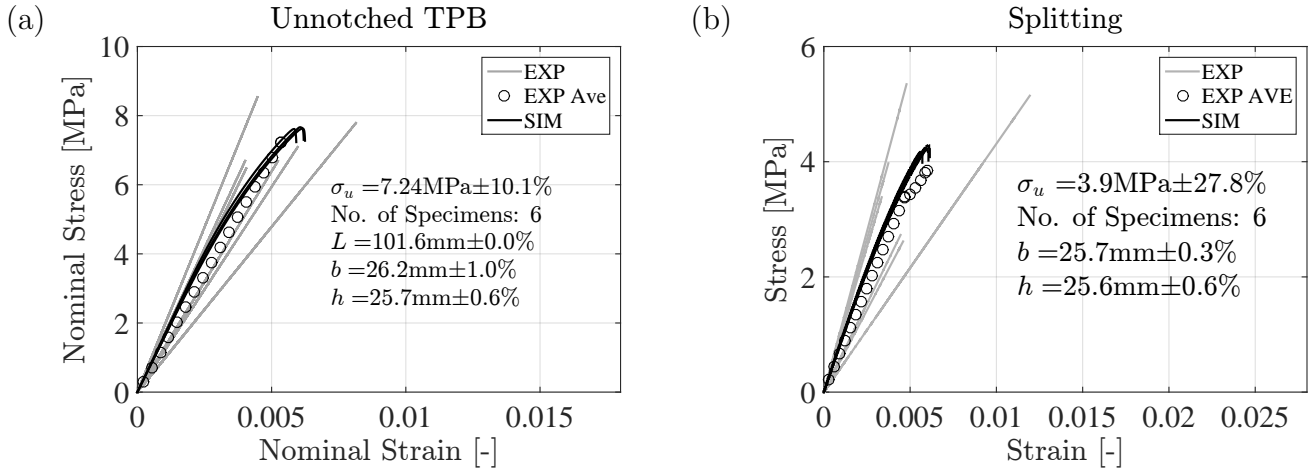 (a)
Unnotched TPB
Nominal Stress [MPa]
10
8
6
4
2
0
EXP
EXP Ave
SIM
σu =7.24MPa±10.1%
No. of Specimens: 6
L =101.6mm±0.0%
b =26.2mm±1.0%
h =25.7mm±0.6%
0 0.005 0.01 0.015
Nominal Strain [-]
(b)
Splitting
Stress [MPa]
6
4
2
0
EXP
EXP AVE
SIM
σu =3.9MPa±27.8%
No. of Specimens: 6
b =25.7mm±0.3%
h =25.6mm±0.6%
0 0.005 0.01 0.015 0.02 0.025
Strain [-]